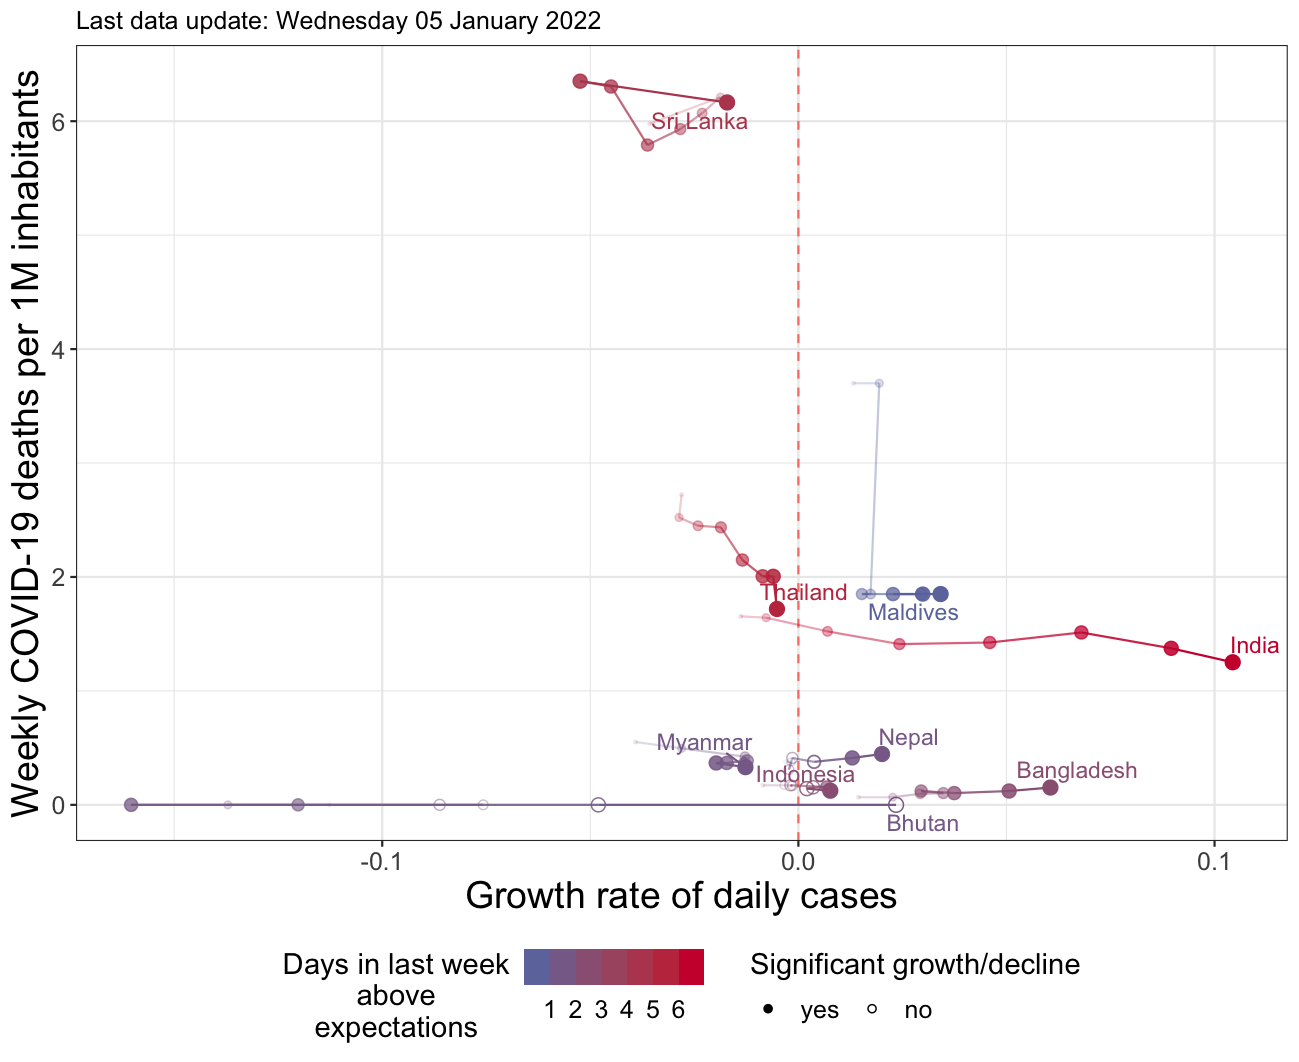 Last data update: Wednesday 05 January 2022
Weekly COVID-19 deaths per 1M inhabitants
6
4
2
0
Sri Lanka
Thailand
Maldives
India
Myanmar
Nepal
Indonesia
Bangladesh
Bhutan
-0.1
0.0
0.1
Growth rate of daily cases
Days in last week
above
expectations
1 2 3 4 5 6
Significant growth/decline
yes
no